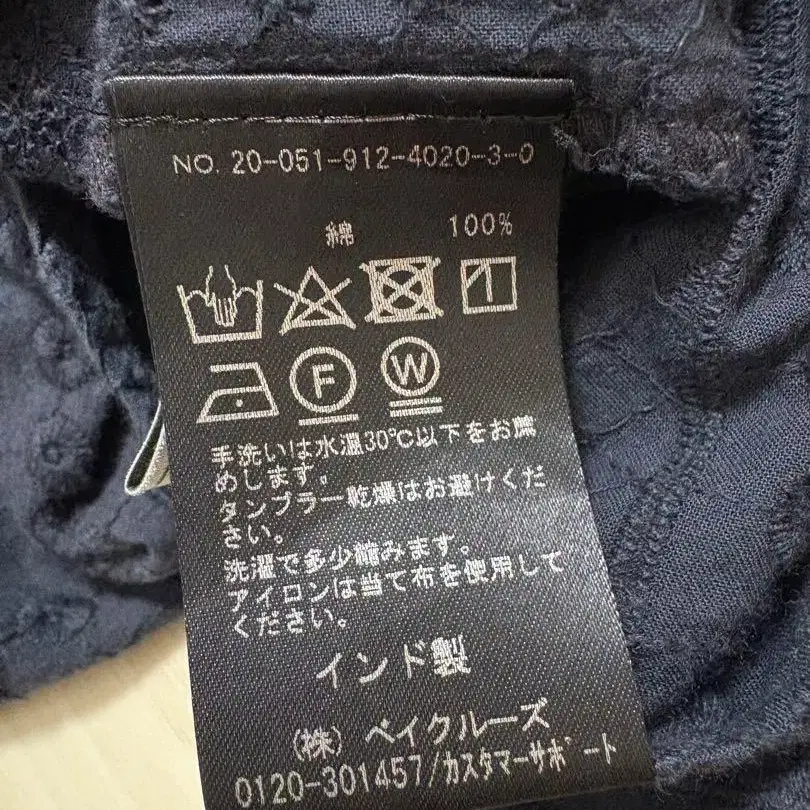 NO. 20-051-912-4020-3-0
綿 100%
F W
手洗いは水温30℃以下をお薦
めします。
タンブラー乾燥はお避けくだ
さい。
洗濯で多少縮みます。
アイロンは当て布を使用して
ください。
インド製
(株) ベイクルーズ
0120-301457/カスタマーサポート